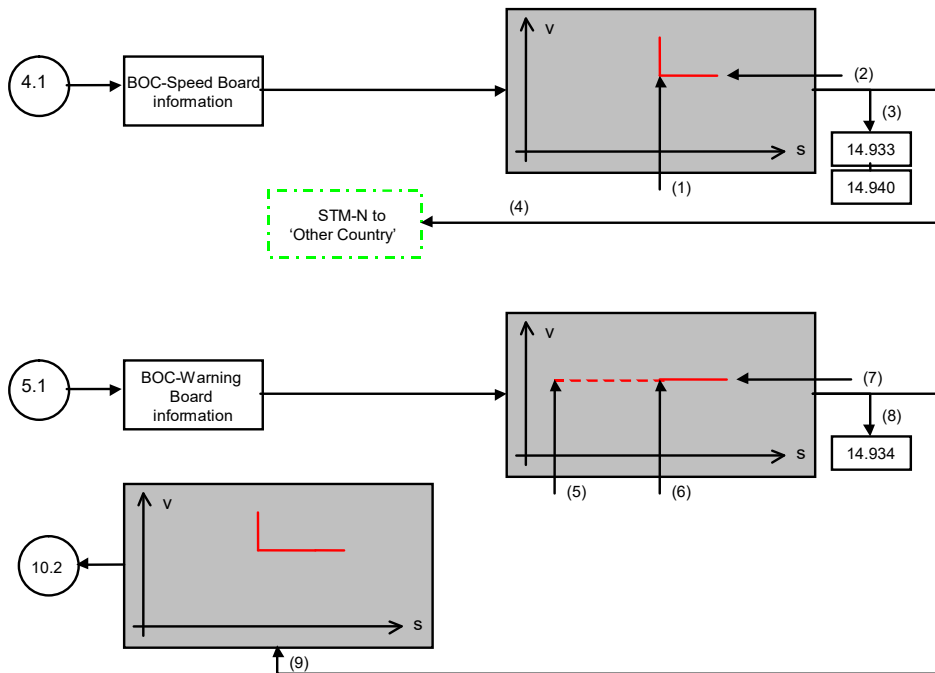 v
4.1
BOC-Speed Board
information
(2)
(3)
14.933
s
14.940
(1)
STM-N to
‘Other Country’
(4)
v
5.1
BOC-Warning
Board
information
(7)
(8)
14.934
s
(5)
(6)
v
10.2
s
(9)